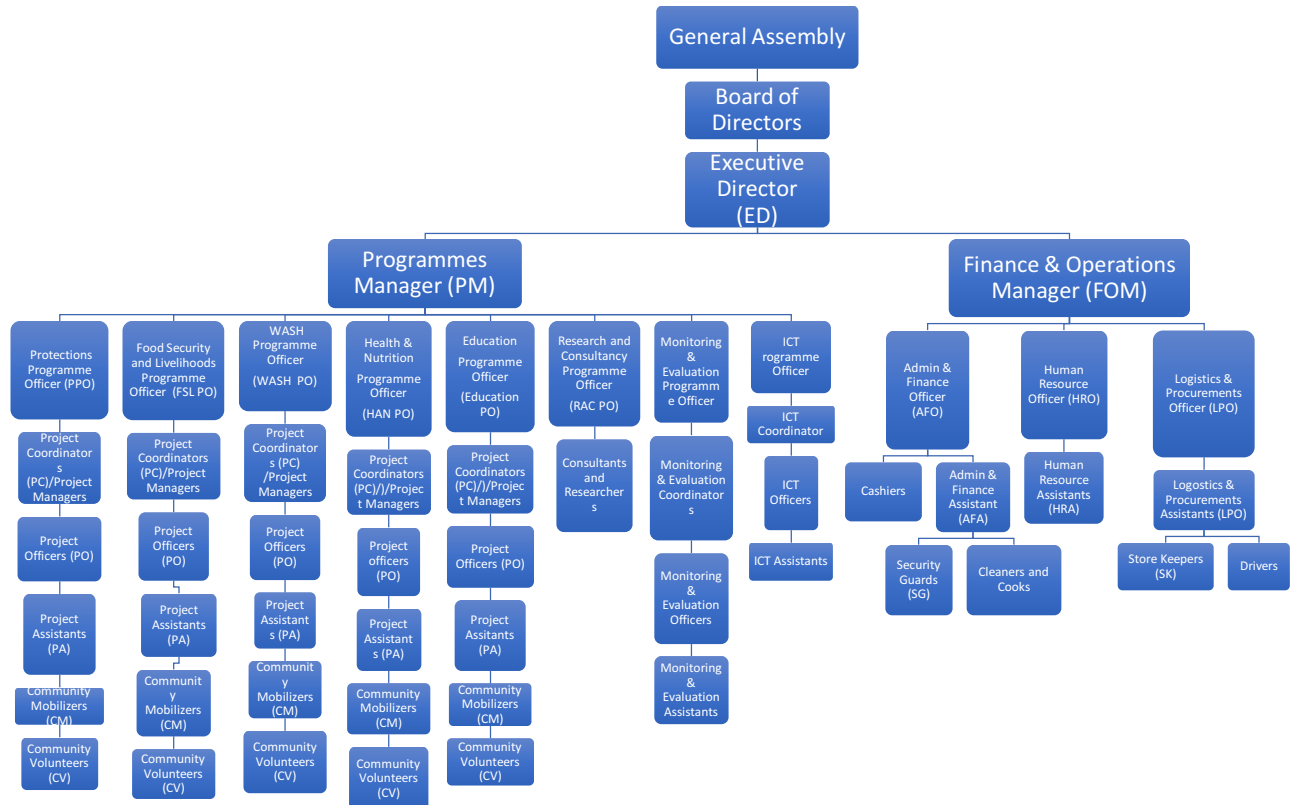 General Assembly
Board of
Directors
Executive
Director
(ED)
Programmes
Manager (PM)
Finance & Operations
Manager (FOM)
Protections
Programme
Officer (PPO)
Project
Coordinator
s
(PC)/Project
Managers
Project
Officers (PO)
Project
Assistants
(PA)
Community
Mobilizers
(CM)
Community
Volunteers
(CV)
Food Security
and Livelihoods
Programme
Officer (FSL PO)
Project
Coordinators
(PC)/Project
Managers
Project
Officers
(PO)
Project
Assistants
(PA)
Communit
y
Mobilizers
(CM)
Community
Volunteers
(CV)
WASH
Programme
Officer
(WASH PO)
Project
Coordinator
s (PC)
/Project
Managers
Project
Officers
(PO)
Project
Assistant
s (PA)
Communit
y
Mobilizers
(CM)
Community
Volunteers
(CV)
Health &
Nutrition
Programme
Officer
(HAN PO)
Project
Coordinators
(PC)/)/Projec
t Managers
Project
officers
(PO)
Project
Assistant
s (PA)
Community
Mobilizers
(CM)
Community
Volunteers
(CV)
Education
Programme
Officer
(Education
PO)
Project
Coordinators
(PC)/)/Projec
t Managers
Project
Officers (PO)
Project
Assitants
(PA)
Community
Mobilizers
(CM)
Community
Volunteers
(CV)
Research and
Consultancy
Programme
Officer
(RAC PO)
Consultants
and
Researcher
s
Monitoring
&
Evaluation
Programm
e Officer
Monitoring
& Evaluation
Coordinator
s
Monitoring
&
Evaluation
Officers
Monitoring
&
Evaluation
Assistants
ICT
rogramme
Officer
ICT
Coordinator
ICT
Officers
ICT Assistants
Admin &
Finance
Officer
(AFO)
Cashiers
Admin &
Finance
Assistant
(AFA)
Security
Guards
(SG)
Cleaners and
Cooks
Human
Resource
Officer (HRO)
Human
Resource
Assistants
(HRA)
Logistics &
Procurements
Officer (LPO)
Logostics &
Procurements
Assistants (LPO)
Store Keepers
(SK)
Drivers